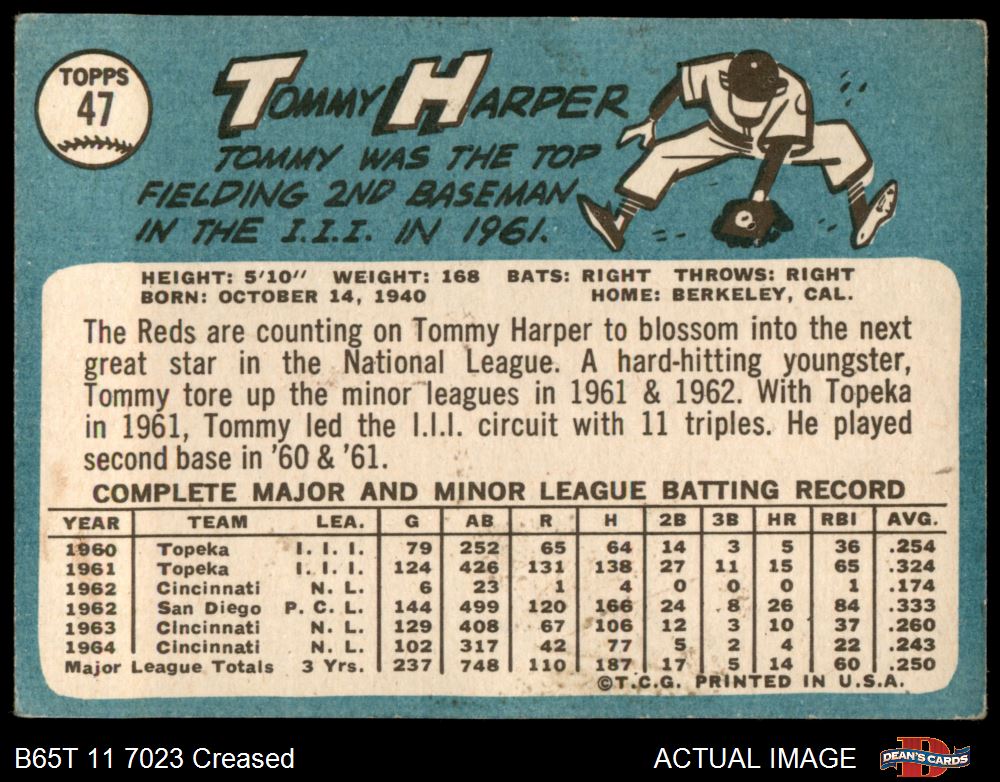 TOPPS
47
TOMMY HARPER
TOMMY WAS THE TOP
FIELDING 2ND BASEMAN
IN THE I.I.I. IN 1961.
HEIGHT: 5'10" WEIGHT: 168 BATS: RIGHT THROWS: RIGHT
BORN: OCTOBER 14, 1940 HOME: BERKELEY, CAL.
The Reds are counting on Tommy Harper to blossom into the next
great star in the National League. A hard-hitting youngster,
Tommy tore up the minor leagues in 1961 & 1962. With Topeka
in 1961, Tommy led the I.I.I. circuit with 11 triples. He played
second base in '60 & '61.
COMPLETE MAJOR AND MINOR LEAGUE BATTING RECORD
YEAR TEAM LEA. G AB R H 2B 3B HR RBI AVG.
1960 Topeka I. I. I. 79 252 65 64 14 3 5 36 .254
1961 Topeka I. I. I. 124 426 131 138 27 11 15 65 .324
1962 Cincinnati N. L. 6 23 1 4 0 0 0 1 .174
1962 San Diego P. C. L. 144 499 120 166 24 8 26 84 .333
1963 Cincinnati N. L. 129 408 67 106 12 3 10 37 .260
1964 Cincinnati N. L. 102 317 42 77 5 2 4 22 .243
Major League Totals 3 Yrs. 237 748 110 187 17 5 14 60 .250
©T.C.G. PRINTED IN U.S.A.
B65T 11 7023 Creased ACTUAL IMAGE DEAN'S CARDS